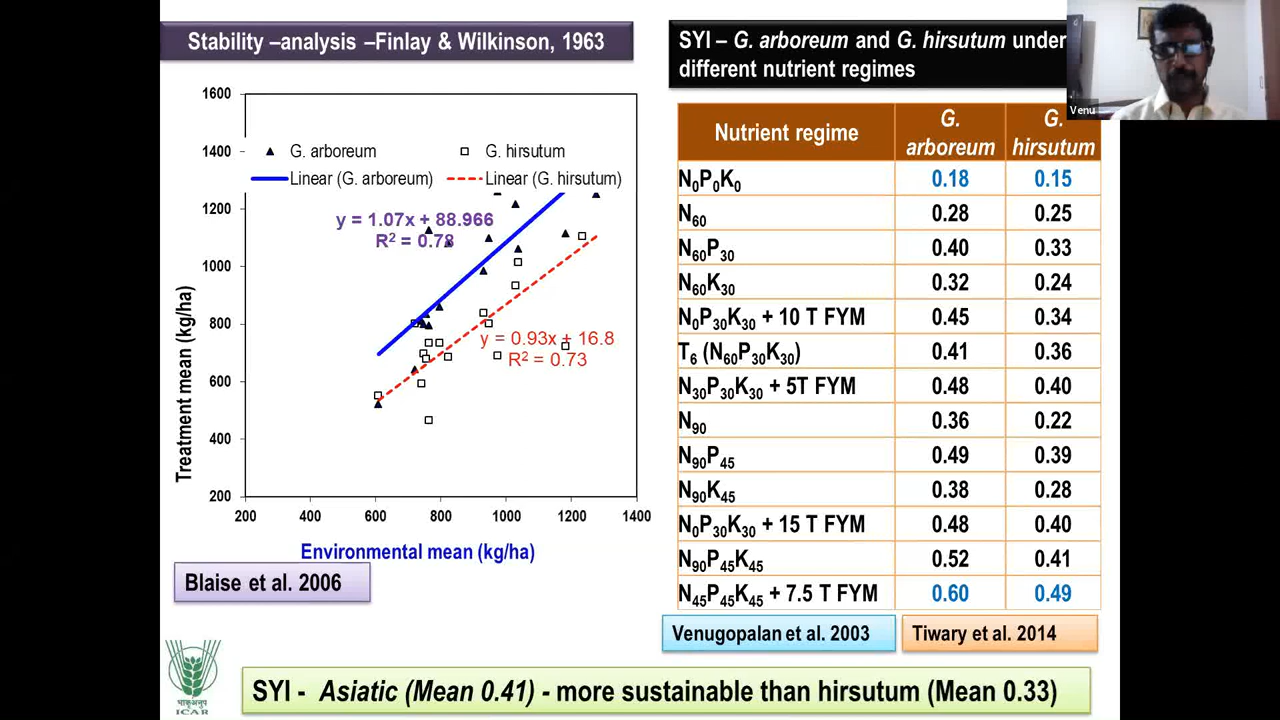 Stability –analysis –Finlay & Wilkinson, 1963
1600
1400
1200
1000
800
600
400
200
200
400
600
800
1000
1200
1400
G. arboreum
G. hirsutum
Linear (G. arboreum)
Linear (G. hirsutum)
y = 1.07x + 88.966
R² = 0.78
y = 0.93x + 16.8
R² = 0.73
Treatment mean (kg/ha)
Environmental mean (kg/ha)
Blaise et al. 2006
SYI – G. arboreum and G. hirsutum under
different nutrient regimes
Venu
Nutrient regime G. arboreum G. hirsutum
N₀P₀K₀ 0.18 0.15
N₆₀ 0.28 0.25
N₆₀P₃₀ 0.40 0.33
N₆₀K₃₀ 0.32 0.24
N₀P₃₀K₃₀ + 10 T FYM 0.45 0.34
T₆ (N₆₀P₃₀K₃₀) 0.41 0.36
N₃₀P₃₀K₃₀ + 5T FYM 0.48 0.40
N₉₀ 0.36 0.22
N₉₀P₄₅ 0.49 0.39
N₉₀K₄₅ 0.38 0.28
N₀P₃₀K₃₀ + 15 T FYM 0.48 0.40
N₉₀P₄₅K₄₅ 0.52 0.41
N₄₅P₄₅K₄₅ + 7.5 T FYM 0.60 0.49
Venugopalan et al. 2003
Tiwary et al. 2014
भाकृअनुप
ICAR
SYI - Asiatic (Mean 0.41) - more sustainable than hirsutum (Mean 0.33)